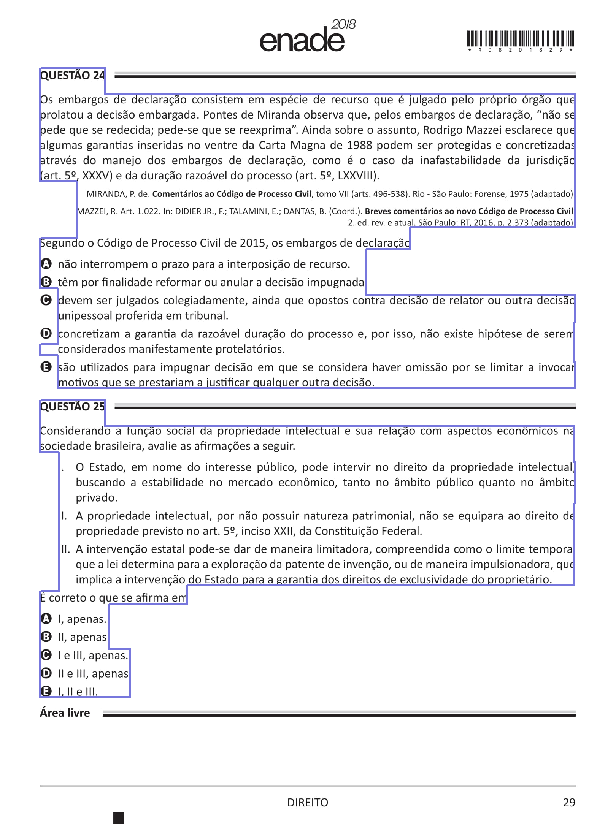 enade 2018
*R0620182 9*
QUESTÃO 24
Os embargos de declaração consistem em espécie de recurso que é julgado pelo próprio órgão que
prolatou a decisão embargada. Pontes de Miranda observa que, pelos embargos de declaração, “não se
pede que se redecida; pede-se que se reexprima”. Ainda sobre o assunto, Rodrigo Mazzei esclarece que
algumas garantias inseridas no ventre da Carta Magna de 1988 podem ser protegidas e concretizadas
através do manejo dos embargos de declaração, como é o caso da inafastabilidade da jurisdição
(art. 5º, XXXV) e da duração razoável do processo (art. 5º, LXXVIII).
MIRANDA, P. de. Comentários ao Código de Processo Civil, tomo VII (arts. 496-538). Rio - São Paulo: Forense, 1975 (adaptado)
MAZZEI, R. Art. 1.022. In: DIDIER JR., F.; TALAMINI, E.; DANTAS, B. (Coord.). Breves comentários ao novo Código de Processo Civil
2. ed. rev. e atual. São Paulo: RT, 2016, p. 2.373 (adaptado)
Segundo o Código de Processo Civil de 2015, os embargos de declaração
A não interrompem o prazo para a interposição de recurso.
B têm por finalidade reformar ou anular a decisão impugnada
C devem ser julgados colegiadamente, ainda que opostos contra decisão de relator ou outra decisão
unipessoal proferida em tribunal.
D concretizam a garantia da razoável duração do processo e, por isso, não existe hipótese de serem
considerados manifestamente protelatórios.
E são utilizados para impugnar decisão em que se considera haver omissão por se limitar a invocar
motivos que se prestariam a justificar qualquer outra decisão.
QUESTÃO 25
Considerando a função social da propriedade intelectual e sua relação com aspectos econômicos na
sociedade brasileira, avalie as afirmações a seguir.
I. O Estado, em nome do interesse público, pode intervir no direito da propriedade intelectual,
buscando a estabilidade no mercado econômico, tanto no âmbito público quanto no âmbito
privado.
II. A propriedade intelectual, por não possuir natureza patrimonial, não se equipara ao direito de
propriedade previsto no art. 5º, inciso XXII, da Constituição Federal.
III. A intervenção estatal pode-se dar de maneira limitadora, compreendida como o limite temporal
que a lei determina para a exploração da patente de invenção, ou de maneira impulsionadora, que
implica a intervenção do Estado para a garantia dos direitos de exclusividade do proprietário.
É correto o que se afirma em
A I, apenas.
B II, apenas
C I e III, apenas.
D II e III, apenas
E I, II e III.
Área livre
DIREITO
29